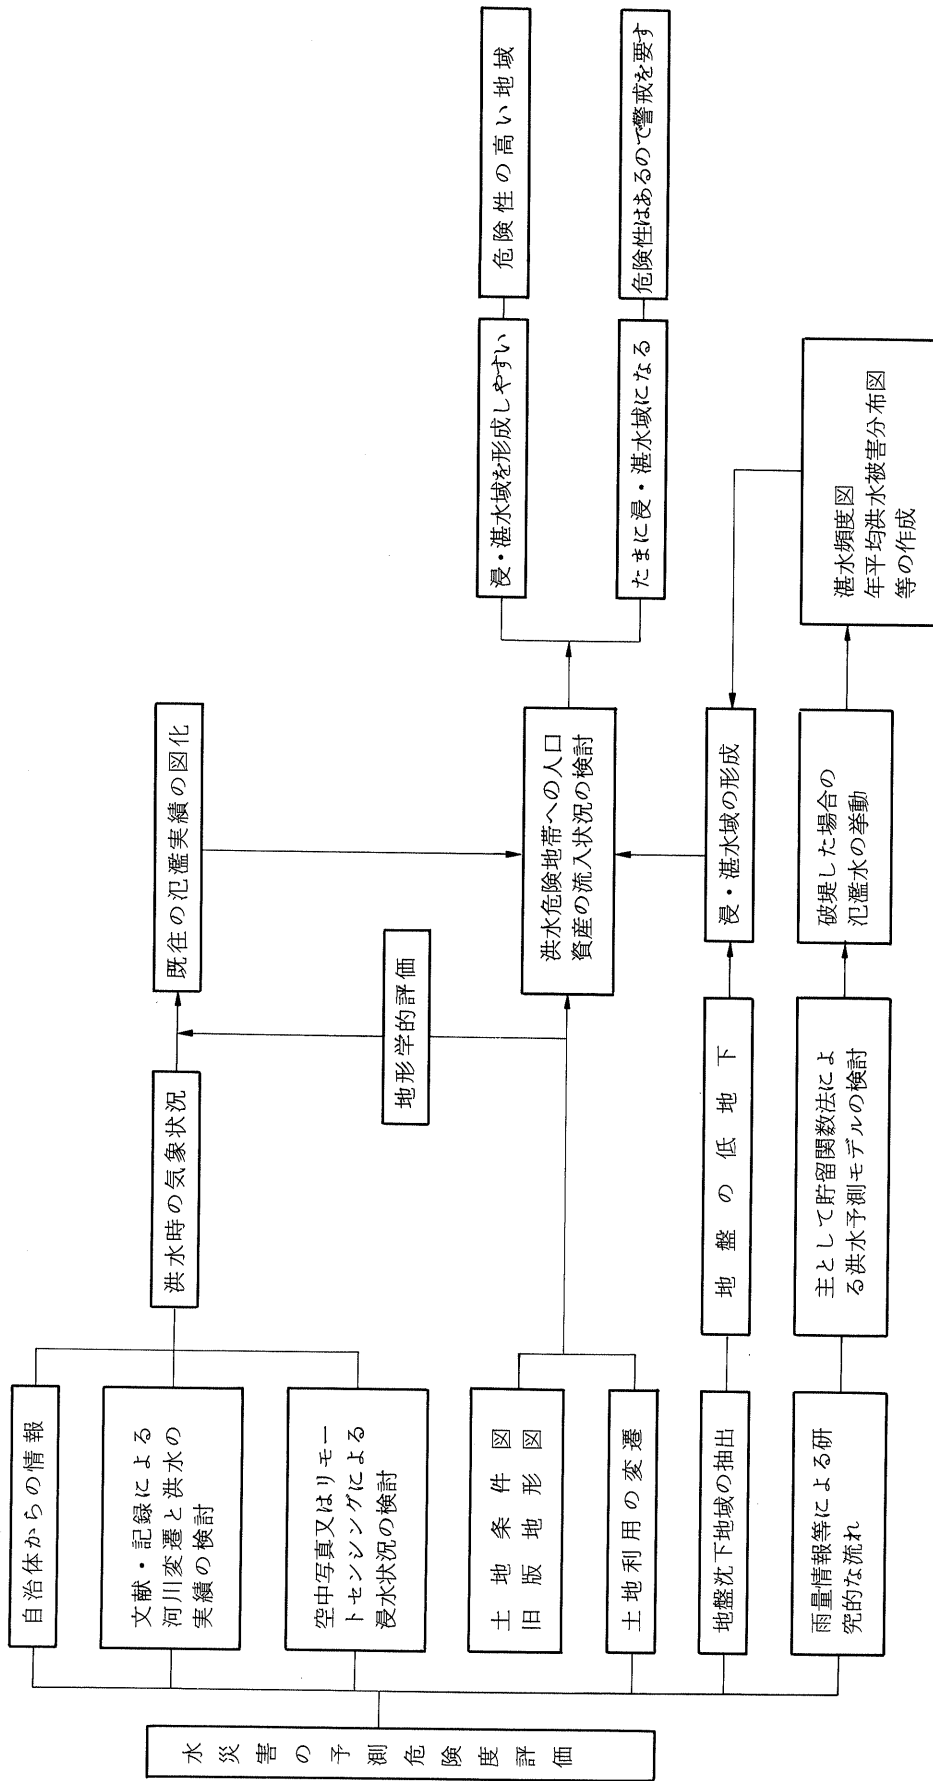 水災害の予測危険度評価
自治体からの情報
文献・記録による
河川変遷と洪水の
実績の検討
空中写真又はリモー
トセンシングによる
浸水状況の検討
土地条件図
旧版地形図
土地利用の変遷
地盤沈下地域の抽出
雨量情報等による研
究的な流れ
洪水時の気象状況
地形学的評価
地盤の低地下
主として貯留関数法によ
る洪水予測モデルの検討
既往の氾濫実績の図化
洪水危険地帯への人口
資産の流入状況の検討
浸・湛水域の形成
破堤した場合の
氾濫水の挙動
浸・湛水域を形成しやすい
たまに浸・湛水域になる
湛水頻度図
年平均洪水被害分布図
等の作成
危険性の高い地域
危険性はあるので警戒を要す